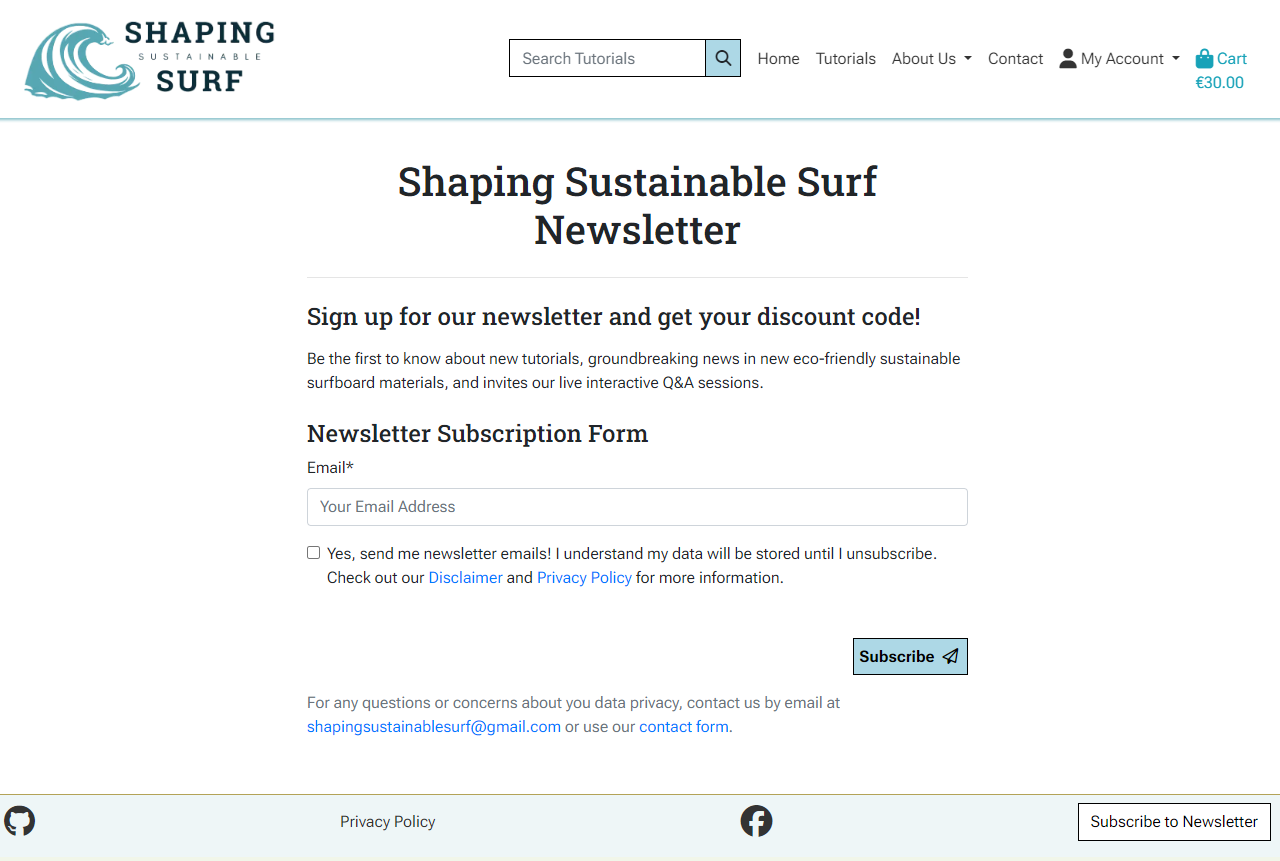 SHAPING
SUSTAINABLE
SURF
Search Tutorials
Home
Tutorials
About Us
Contact
My Account
Cart
€30.00
Shaping Sustainable Surf
Newsletter
Sign up for our newsletter and get your discount code!
Be the first to know about new tutorials, groundbreaking news in new eco-friendly sustainable
surfboard materials, and invites our live interactive Q&A sessions.
Newsletter Subscription Form
Email*
Your Email Address
Yes, send me newsletter emails! I understand my data will be stored until I unsubscribe.
Check out our Disclaimer and Privacy Policy for more information.
Subscribe
For any questions or concerns about you data privacy, contact us by email at
shapingsustainablesurf@gmail.com or use our contact form.
Privacy Policy
Subscribe to Newsletter